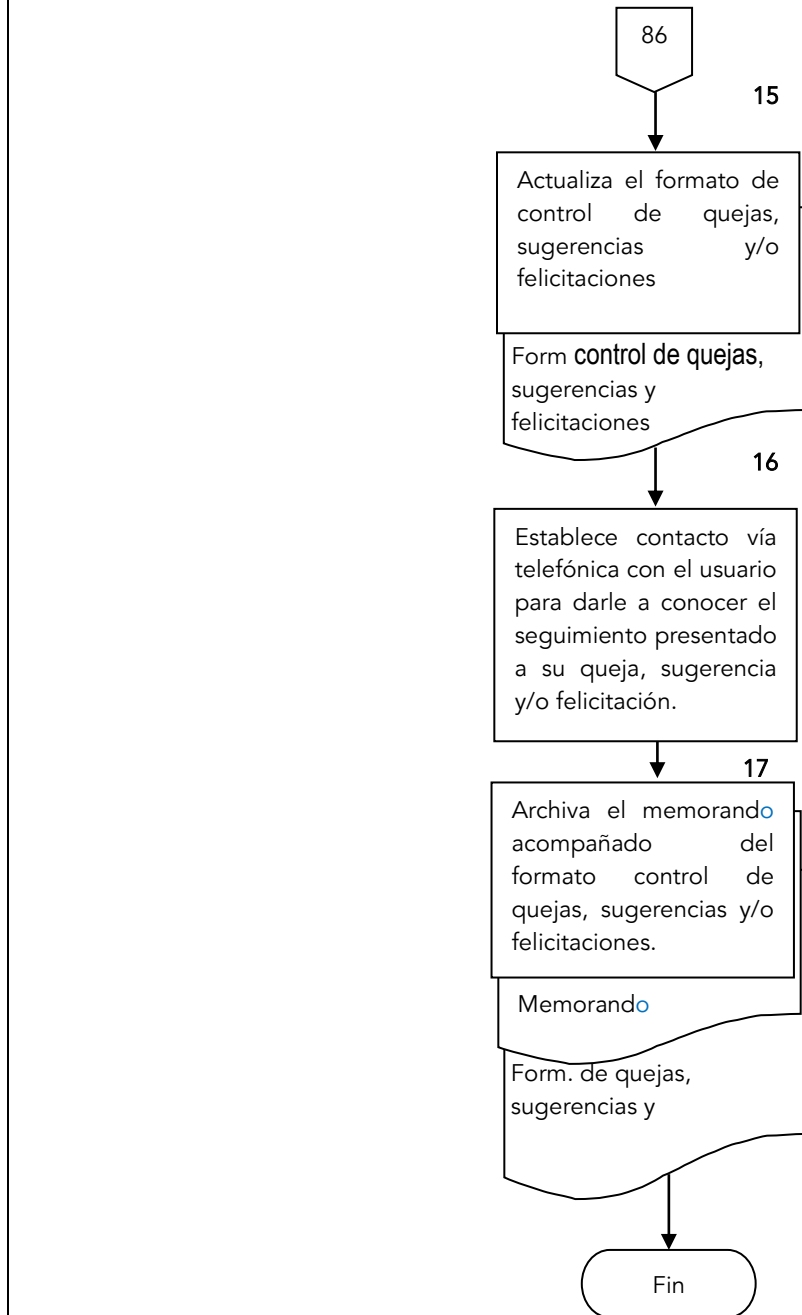 86
15
Actualiza el formato de
control de quejas,
sugerencias y/o
felicitaciones
Form control de quejas,
sugerencias y
felicitaciones
16
Establece contacto vía
telefónica con el usuario
para darle a conocer el
seguimiento presentado
a su queja, sugerencia
y/o felicitación.
17
Archiva el memorando
acompañado del
formato control de
quejas, sugerencias y/o
felicitaciones.
Memorando
Form. de quejas,
sugerencias y
Fin